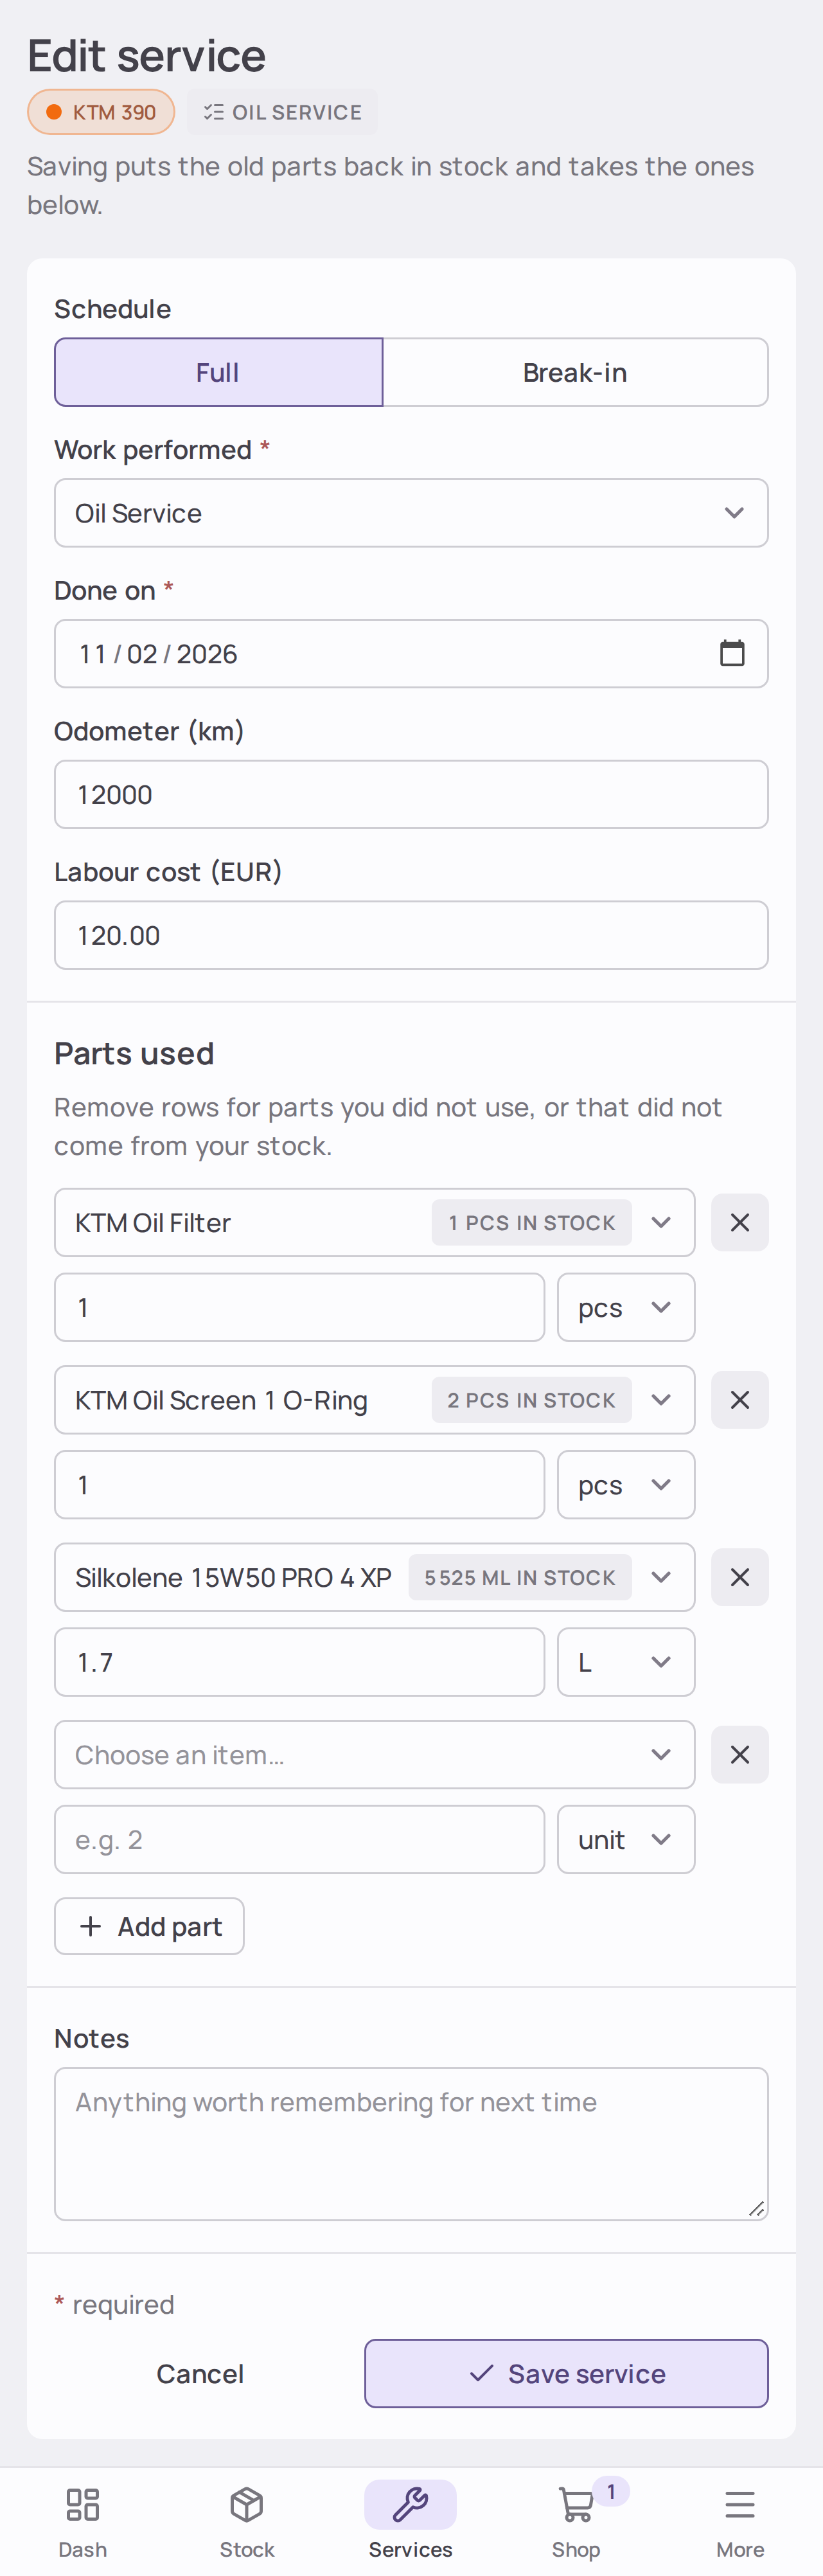 Edit service
KTM 390
OIL SERVICE
Saving puts the old parts back in stock and takes the ones
below.
Schedule
Full
Break-in
Work performed *
Oil Service
Done on *
11/02/2026
Odometer (km)
12000
Labour cost (EUR)
120.00
Parts used
Remove rows for parts you did not use, or that did not
come from your stock.
KTM Oil Filter
1 PCS IN STOCK
1
pcs
KTM Oil Screen 1 O-Ring
2 PCS IN STOCK
1
pcs
Silkolene 15W50 PRO 4 XP
5 525 ML IN STOCK
1.7
L
Choose an item…
e.g. 2
unit
Add part
Notes
Anything worth remembering for next time
* required
Cancel
Save service
1
Dash
Stock
Services
Shop
More